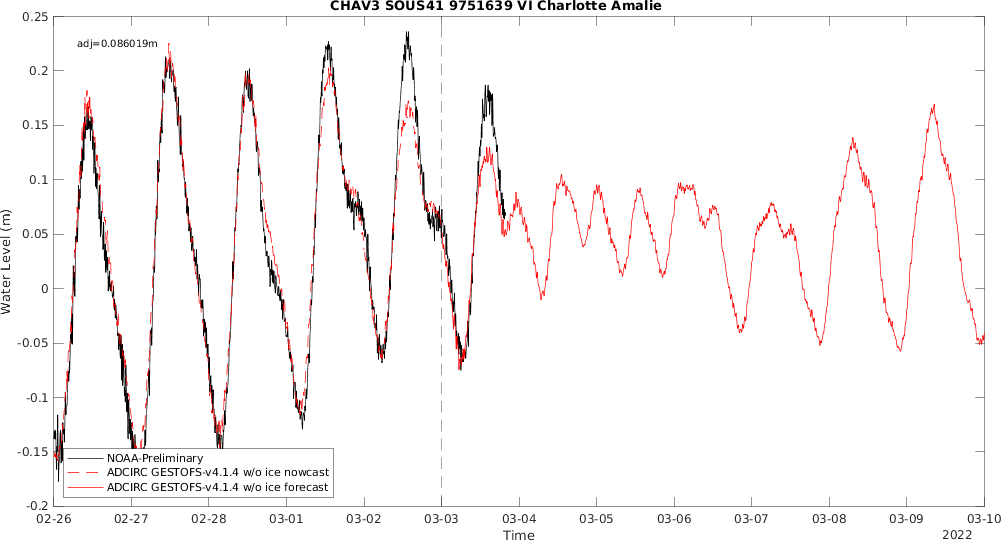 CHAV3 SOUS41 9751639 VI Charlotte Amalie
adj=0.086019m
0.25
0.2
0.15
0.1
0.05
0
-0.05
-0.1
-0.15
-0.2
Water Level (m)
NOAA-Preliminary
ADCIRC GESTOFS-v4.1.4 w/o ice nowcast
ADCIRC GESTOFS-v4.1.4 w/o ice forecast
02-26 02-27 02-28 03-01 03-02 03-03 03-04 03-05 03-06 03-07 03-08 03-09 03-10
Time
2022